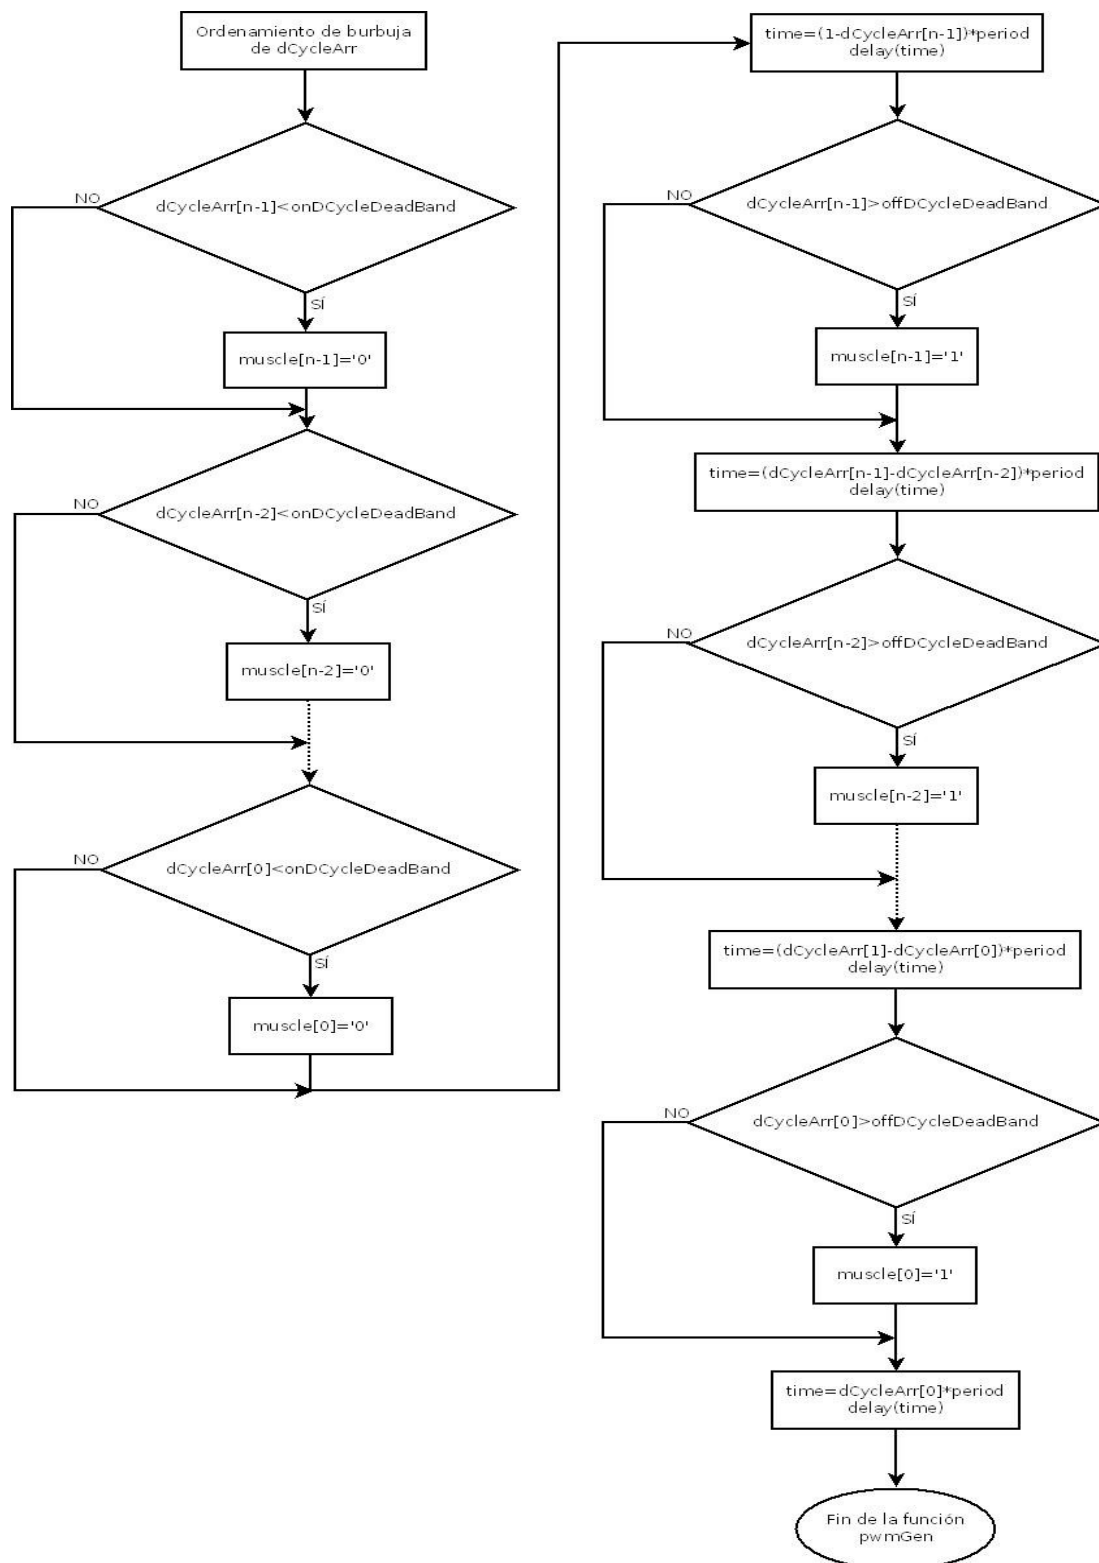 Ordenamiento de burbuja
de dCycleArr
NO
dCycleArr[n-1]<onDCycleDeadBand
SÍ
muscle[n-1]='0'
NO
dCycleArr[n-2]<onDCycleDeadBand
SÍ
muscle[n-2]='0'
NO
dCycleArr[0]<onDCycleDeadBand
SÍ
muscle[0]='0'
time=(1-dCycleArr[n-1])*period
delay(time)
NO
dCycleArr[n-1]>offDCycleDeadBand
SÍ
muscle[n-1]='1'
time=(dCycleArr[n-1]-dCycleArr[n-2])*period
delay(time)
NO
dCycleArr[n-2]>offDCycleDeadBand
SÍ
muscle[n-2]='1'
time=(dCycleArr[1]-dCycleArr[0])*period
delay(time)
NO
dCycleArr[0]>offDCycleDeadBand
SÍ
muscle[0]='1'
time=dCycleArr[0]*period
delay(time)
Fin de la función
pwmGen